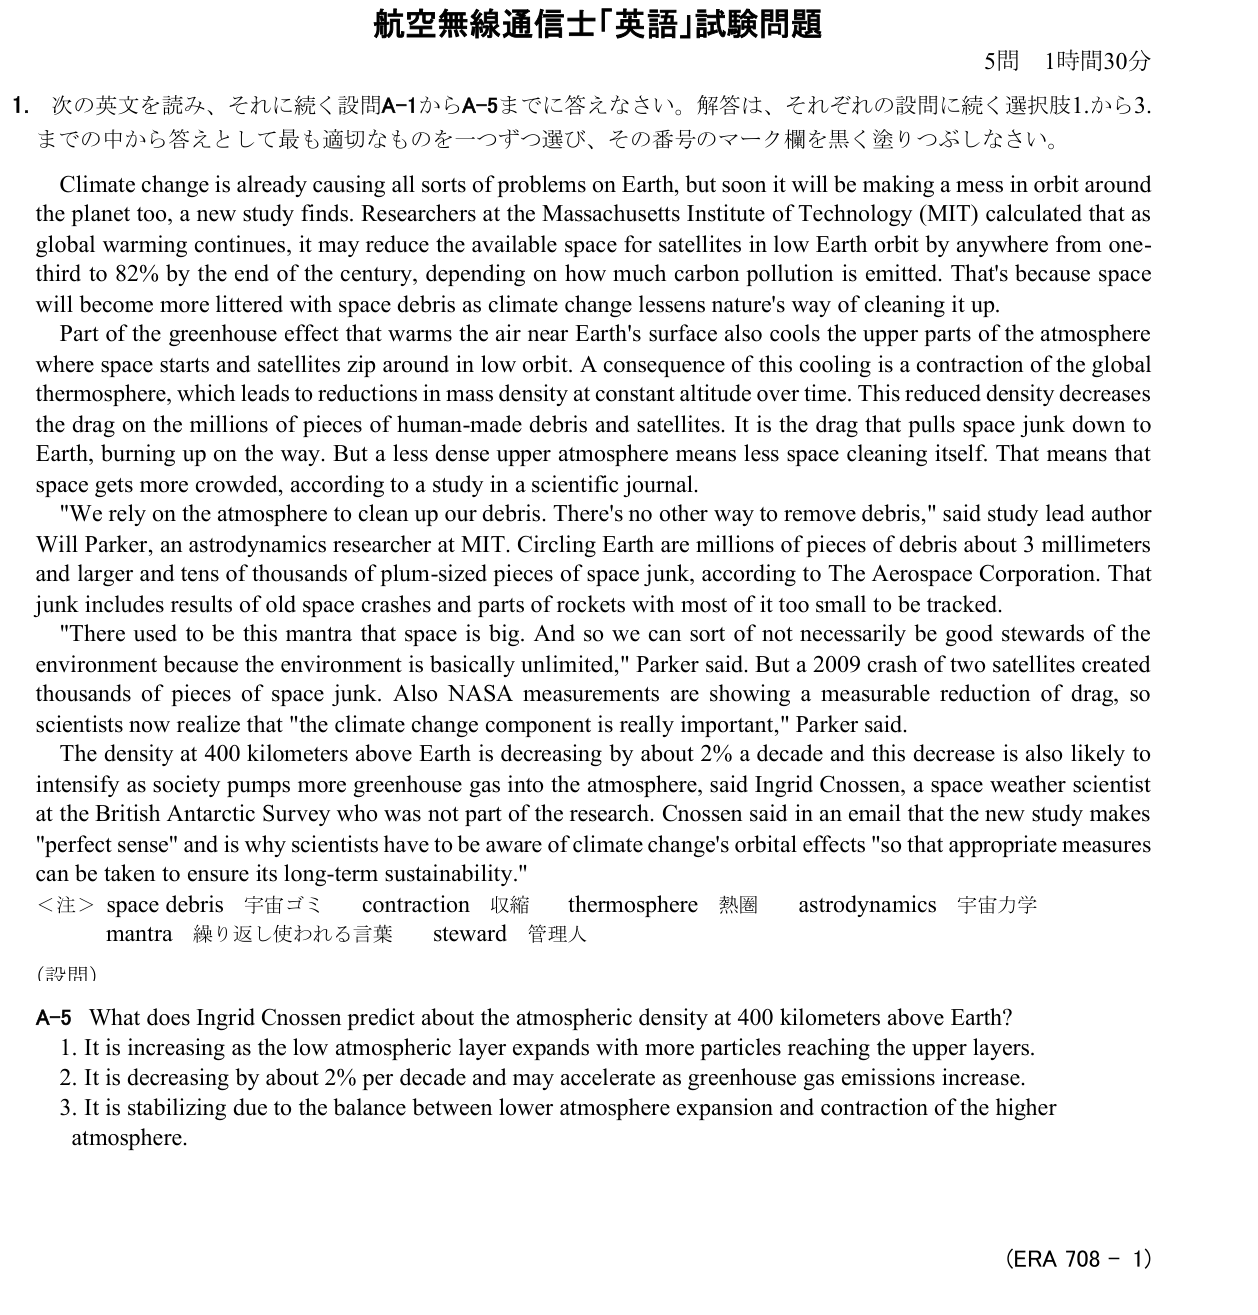 航空無線通信士「英語」試験問題
5問 1時間30分
1. 次の英文を読み、それに続く設問A-1からA-5までに答えなさい。解答は、それぞれの設問に続く選択肢1.から3.
までの中から答えとして最も適切なものを一つずつ選び、その番号のマーク欄を黒く塗りつぶしなさい。
Climate change is already causing all sorts of problems on Earth, but soon it will be making a mess in orbit around
the planet too, a new study finds. Researchers at the Massachusetts Institute of Technology (MIT) calculated that as
global warming continues, it may reduce the available space for satellites in low Earth orbit by anywhere from one-
third to 82% by the end of the century, depending on how much carbon pollution is emitted. That's because space
will become more littered with space debris as climate change lessens nature's way of cleaning it up.
Part of the greenhouse effect that warms the air near Earth's surface also cools the upper parts of the atmosphere
where space starts and satellites zip around in low orbit. A consequence of this cooling is a contraction of the global
thermosphere, which leads to reductions in mass density at constant altitude over time. This reduced density decreases
the drag on the millions of pieces of human-made debris and satellites. It is the drag that pulls space junk down to
Earth, burning up on the way. But a less dense upper atmosphere means less space cleaning itself. That means that
space gets more crowded, according to a study in a scientific journal.
"We rely on the atmosphere to clean up our debris. There's no other way to remove debris," said study lead author
Will Parker, an astrodynamics researcher at MIT. Circling Earth are millions of pieces of debris about 3 millimeters
and larger and tens of thousands of plum-sized pieces of space junk, according to The Aerospace Corporation. That
junk includes results of old space crashes and parts of rockets with most of it too small to be tracked.
"There used to be this mantra that space is big. And so we can sort of not necessarily be good stewards of the
environment because the environment is basically unlimited," Parker said. But a 2009 crash of two satellites created
thousands of pieces of space junk. Also NASA measurements are showing a measurable reduction of drag, so
scientists now realize that "the climate change component is really important," Parker said.
The density at 400 kilometers above Earth is decreasing by about 2% a decade and this decrease is also likely to
intensify as society pumps more greenhouse gas into the atmosphere, said Ingrid Cnossen, a space weather scientist
at the British Antarctic Survey who was not part of the research. Cnossen said in an email that the new study makes
"perfect sense" and is why scientists have to be aware of climate change's orbital effects "so that appropriate measures
can be taken to ensure its long-term sustainability."
＜注＞ space debris 宇宙ゴミ contraction 収縮 thermosphere 熱圏 astrodynamics 宇宙力学
mantra 繰り返し使われる言葉 steward 管理人
(設問)
A-5 What does Ingrid Cnossen predict about the atmospheric density at 400 kilometers above Earth?
1. It is increasing as the low atmospheric layer expands with more particles reaching the upper layers.
2. It is decreasing by about 2% per decade and may accelerate as greenhouse gas emissions increase.
3. It is stabilizing due to the balance between lower atmosphere expansion and contraction of the higher
atmosphere.
(ERA 708 - 1)